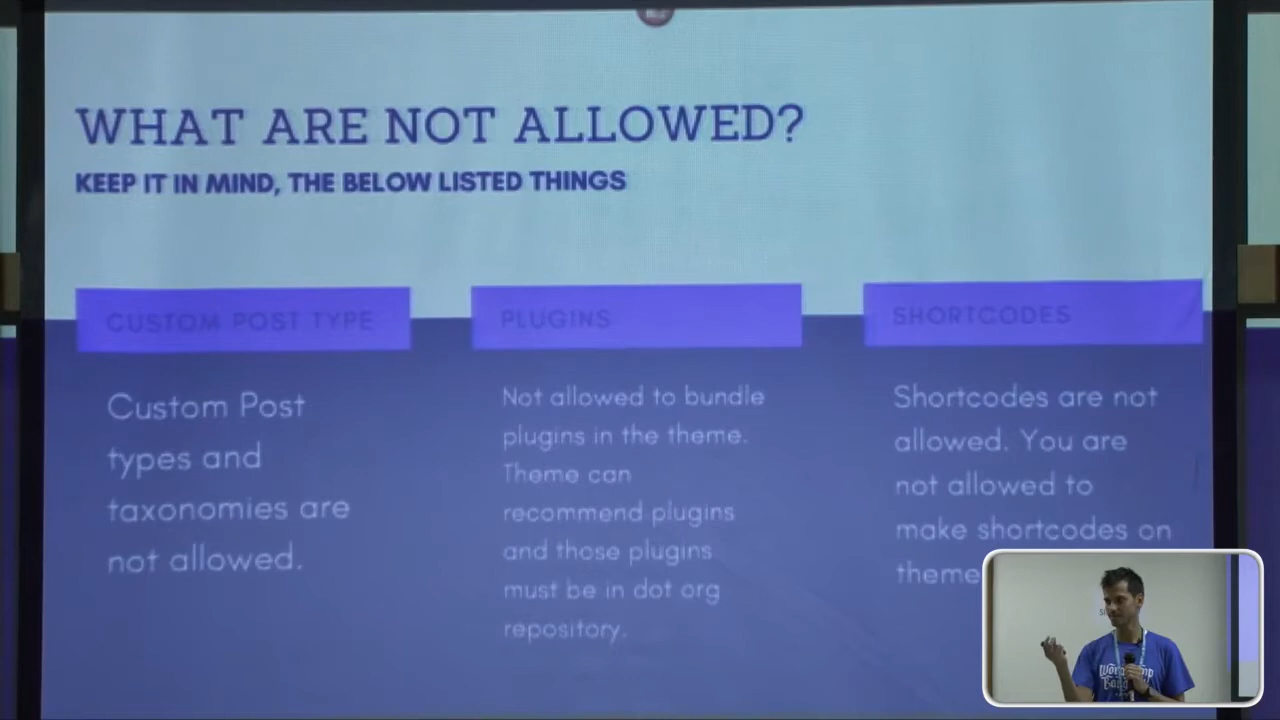 WHAT ARE NOT ALLOWED?
KEEP IT IN MIND, THE BELOW LISTED THINGS
CUSTOM POST TYPE
Custom Post
types and
taxonomies are
not allowed.
PLUGINS
Not allowed to bundle
plugins in the theme.
Theme can
recommend plugins
and those plugins
must be in dot org
repository.
SHORTCODES
Shortcodes are not
allowed. You are
not allowed to
make shortcodes on
theme